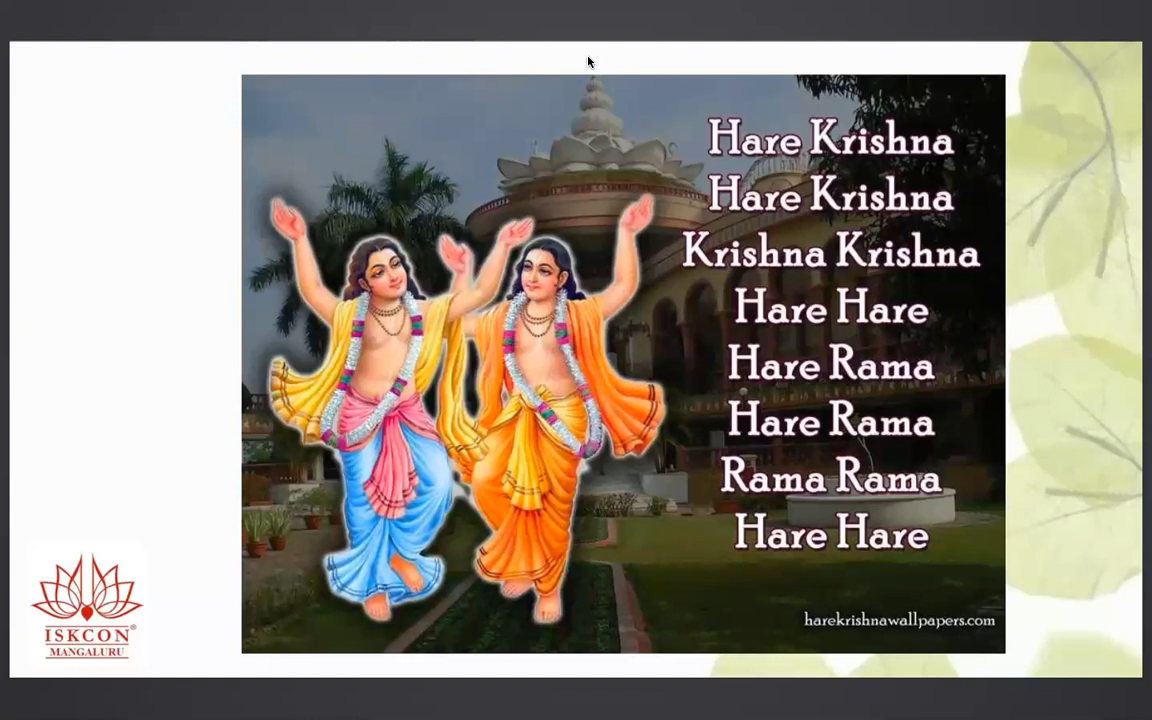 Hare Krishna
Hare Krishna
Krishna Krishna
Hare Hare
Hare Rama
Hare Rama
Rama Rama
Hare Hare
harekrishnawallpapers.com
ISKCON®
MANGALURU